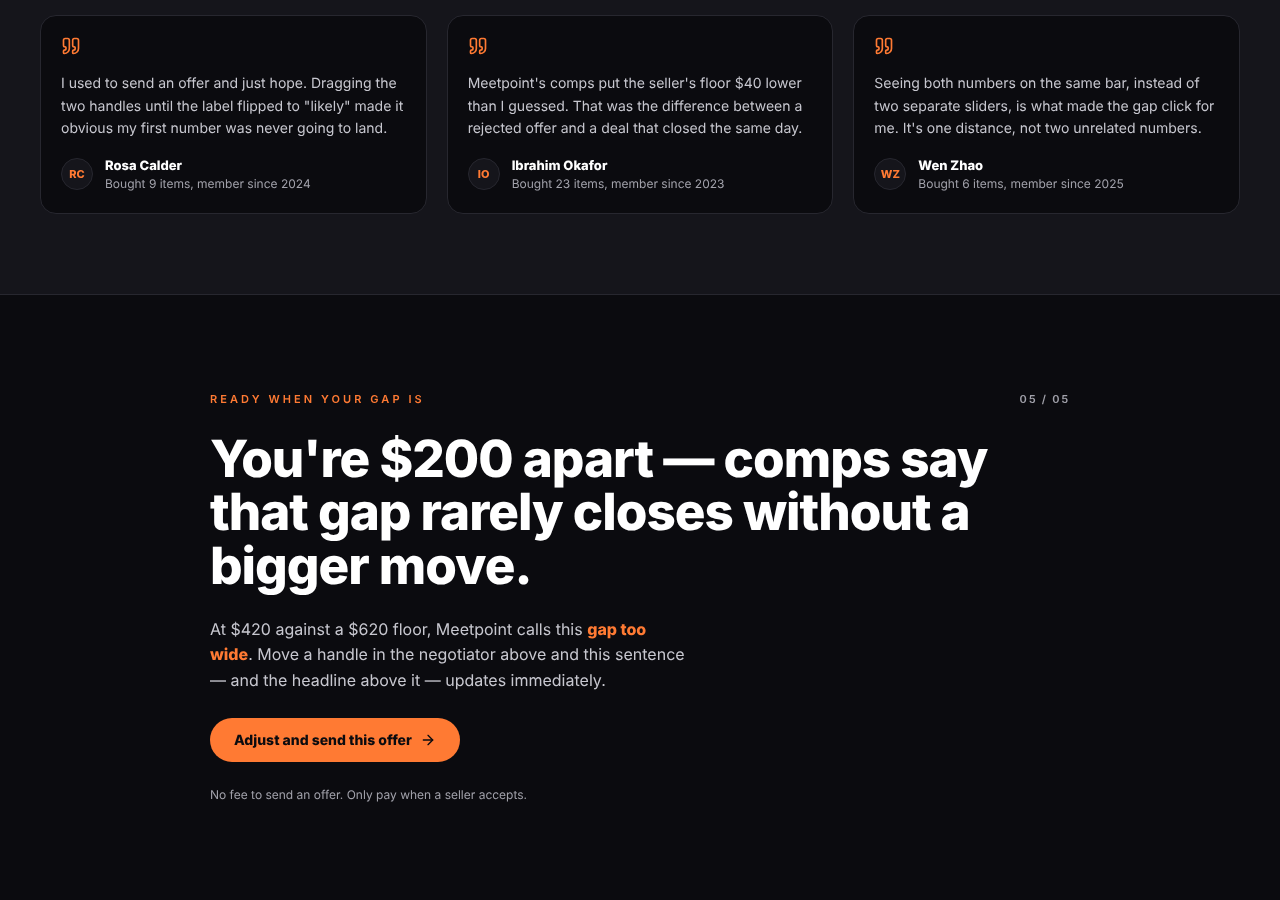 I used to send an offer and just hope. Dragging the
two handles until the label flipped to "likely" made it
obvious my first number was never going to land.
RC
Rosa Calder
Bought 9 items, member since 2024
Meetpoint's comps put the seller's floor $40 lower
than I guessed. That was the difference between a
rejected offer and a deal that closed the same day.
IO
Ibrahim Okafor
Bought 23 items, member since 2023
Seeing both numbers on the same bar, instead of
two separate sliders, is what made the gap click for
me. It's one distance, not two unrelated numbers.
WZ
Wen Zhao
Bought 6 items, member since 2025
READY WHEN YOUR GAP IS
05 / 05
You're $200 apart — comps say
that gap rarely closes without a
bigger move.
At $420 against a $620 floor, Meetpoint calls this gap too
wide. Move a handle in the negotiator above and this sentence
— and the headline above it — updates immediately.
Adjust and send this offer →
No fee to send an offer. Only pay when a seller accepts.